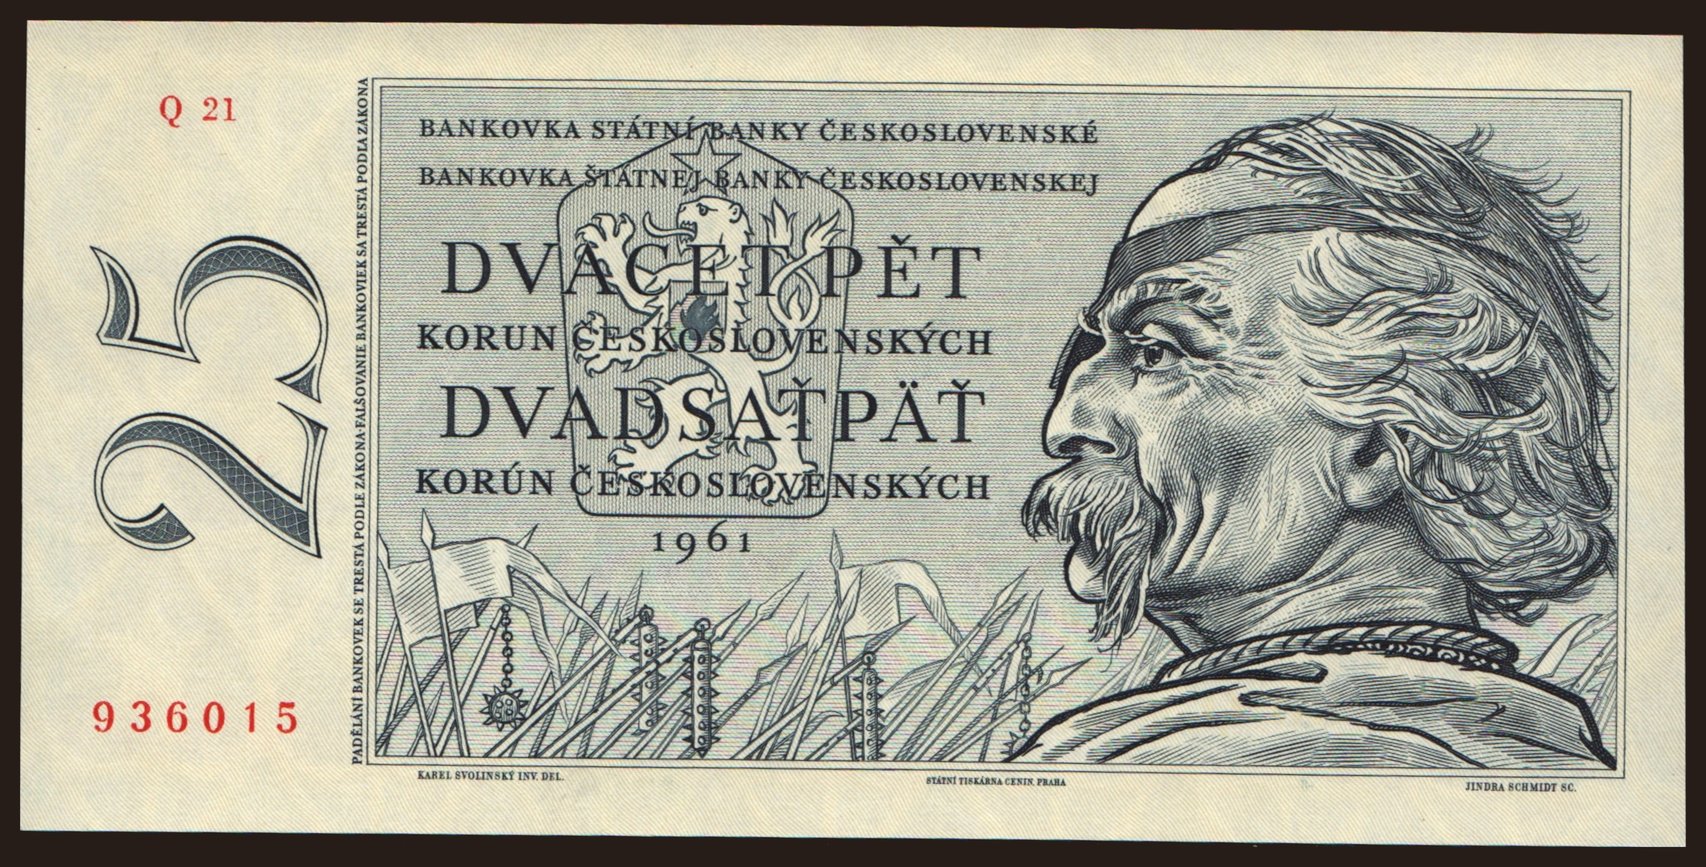 Q 21
25
936015
PADĚLÁNÍ BANKOVEK SE TRESTÁ PODLE ZÁKONA-FALŠOVANIE BANKOVIEK SA TRESTÁ PODĽA ZÁKONA
BANKOVKA STÁTNÍ BANKY ČESKOSLOVENSKÉ
BANKOVKA ŠTÁTNEJ BANKY ČESKOSLOVENSKEJ
DVACET PĚT
KORUN ČESKOSLOVENSKÝCH
DVADSAŤPÄŤ
KORÚN ČESKOSLOVENSKÝCH
1961
KAREL SVOLINSKÝ INV. DEL.
STÁTNÍ TISKÁRNA CENIN, PRAHA
JINDRA SCHMIDT SC.